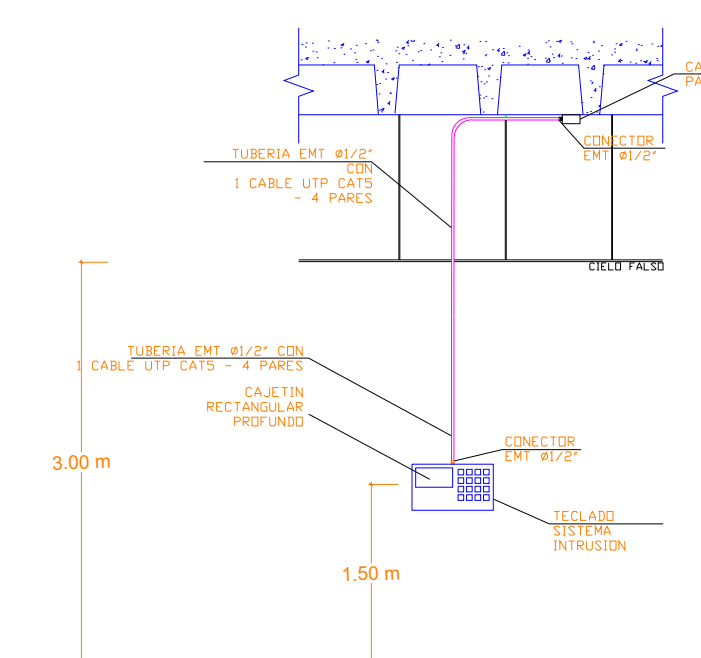 CA
PA
CONECTOR
EMT Ø1/2"
TUBERIA EMT Ø1/2"
CON
1 CABLE UTP CAT5
- 4 PARES
CIELO FALSO
TUBERIA EMT Ø1/2" CON
1 CABLE UTP CAT5 - 4 PARES
CAJETIN
RECTANGULAR
PROFUNDO
CONECTOR
EMT Ø1/2"
3.00 m
TECLADO
SISTEMA
INTRUSION
1.50 m